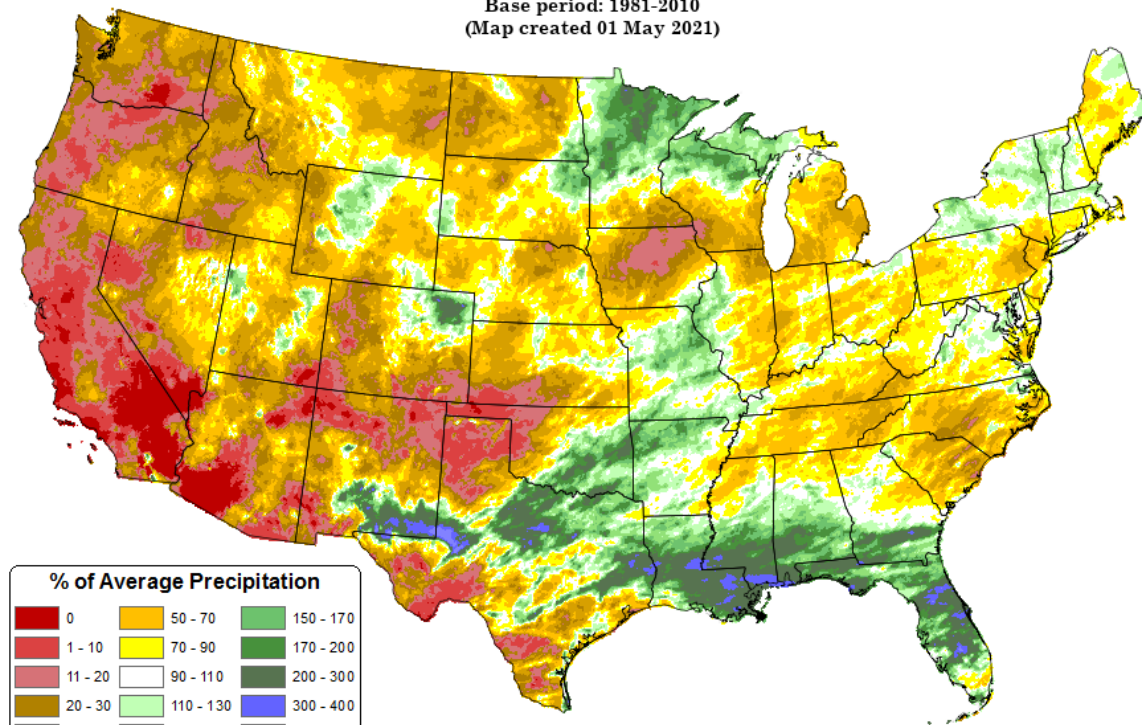 Base period: 1981-2010
(Map created 01 May 2021)
% of Average Precipitation
0
50 - 70
150 - 170
1 - 10
70 - 90
170 - 200
11 - 20
90 - 110
200 - 300
20 - 30
110 - 130
300 - 400